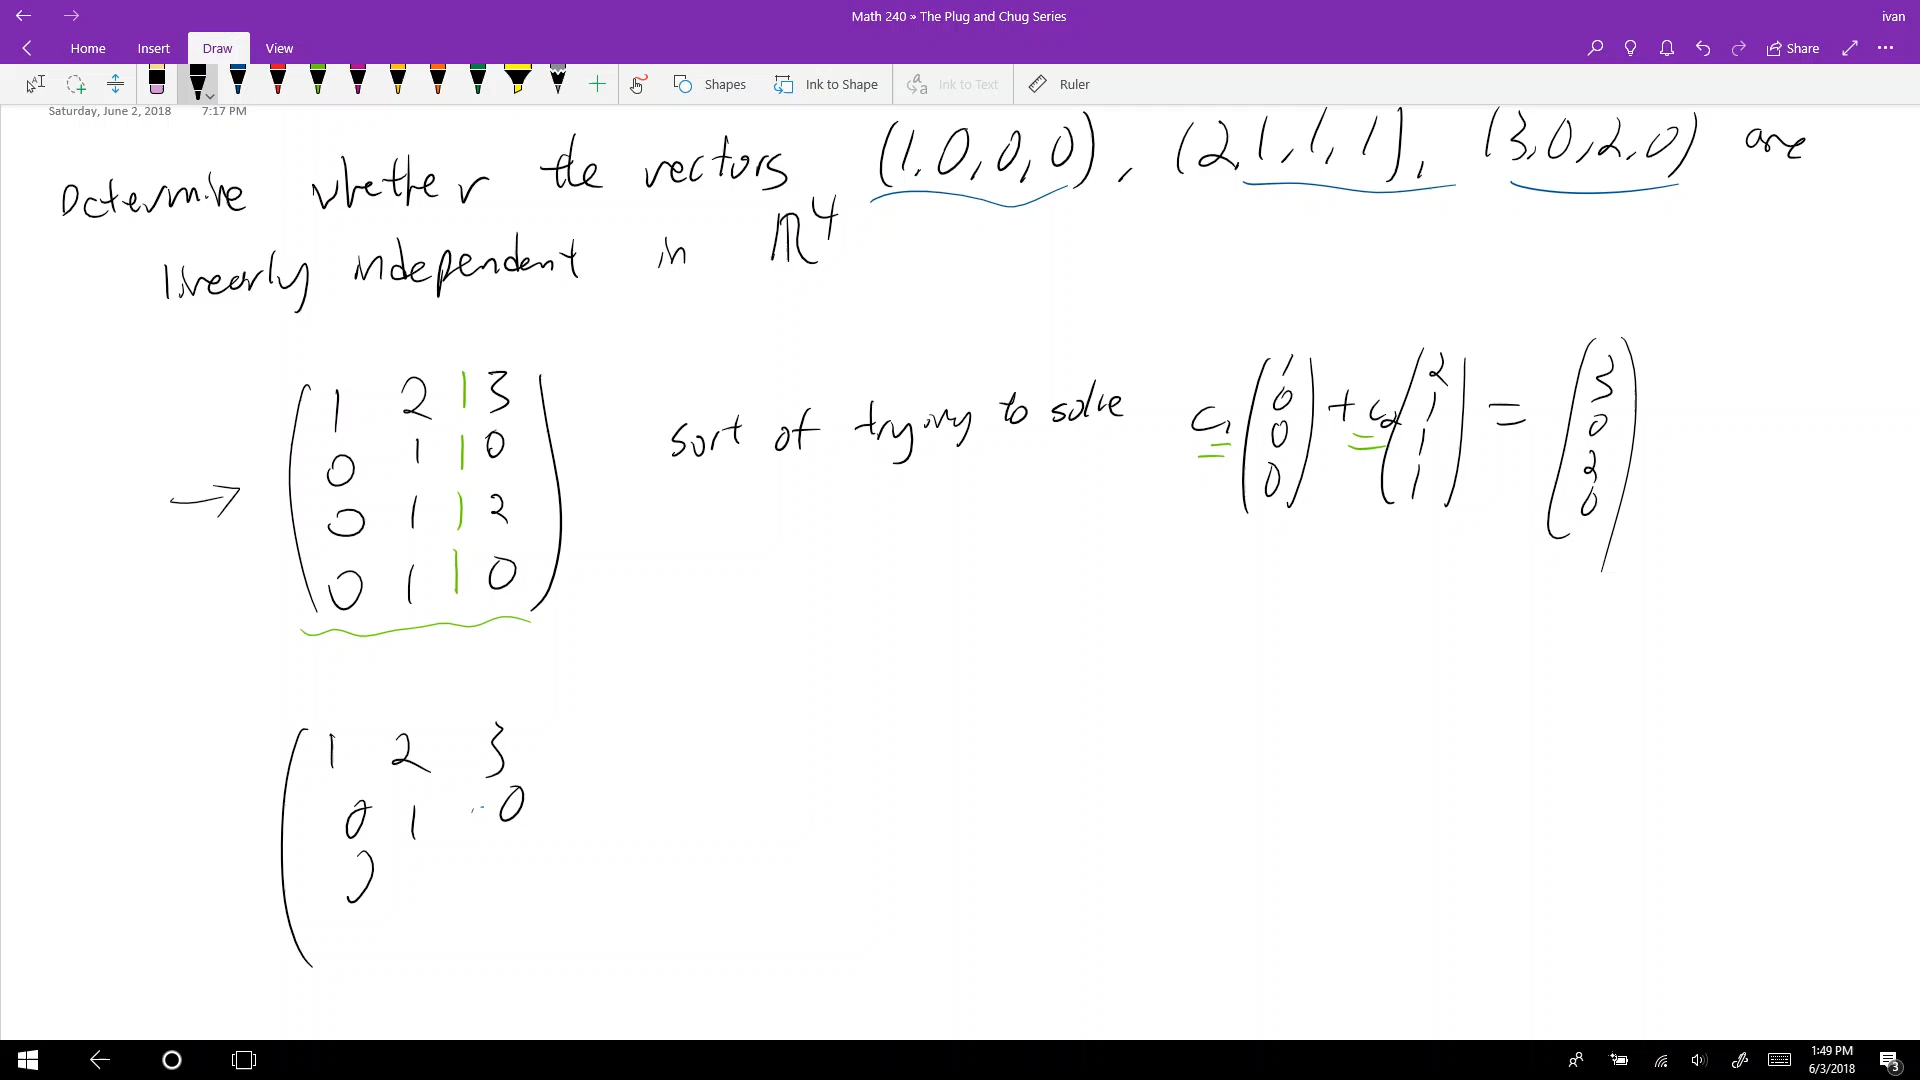 Math 240 » The Plug and Chug Series
ivan
Home Insert Draw View
Share
Shapes Ink to Shape Ink to Text Ruler
Saturday, June 2, 2018 7:17 PM
Determine whether the vectors (1,0,0,0), (2,1,1,1), (3,0,2,0) are
linearly independent in ℝ⁴
1 2 | 3
0 1 | 0
0 1 | 2
0 1 | 0
sort of trying to solve c₁(1 0 0 0) + c₂(2 1 1 1) = (3 0 2 0)
1 2 3
0 1 0
0
1:49 PM
6/3/2018
3